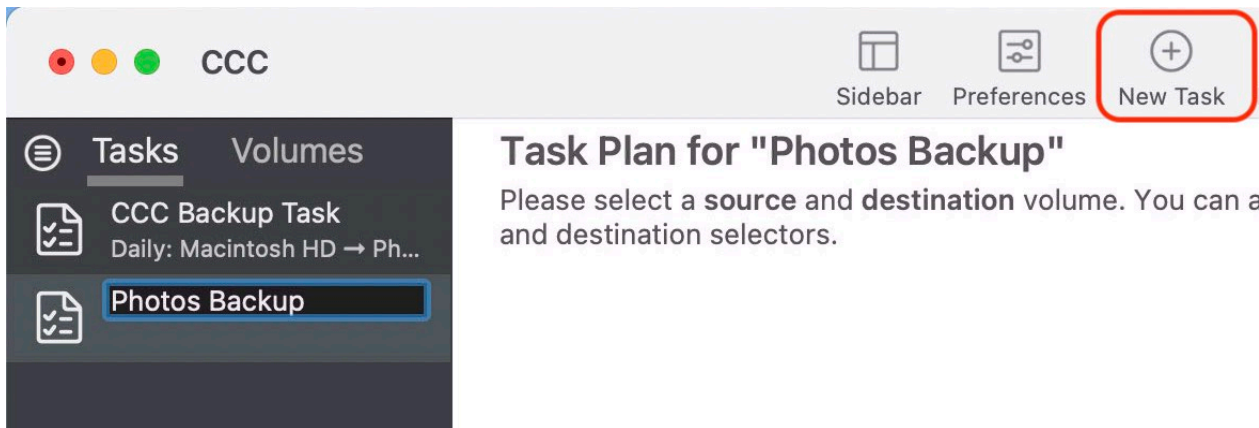 CCC
Sidebar Preferences New Task
Tasks Volumes
CCC Backup Task
Daily: Macintosh HD → Ph...
Photos Backup
Task Plan for "Photos Backup"
Please select a source and destination volume. You can a
and destination selectors.